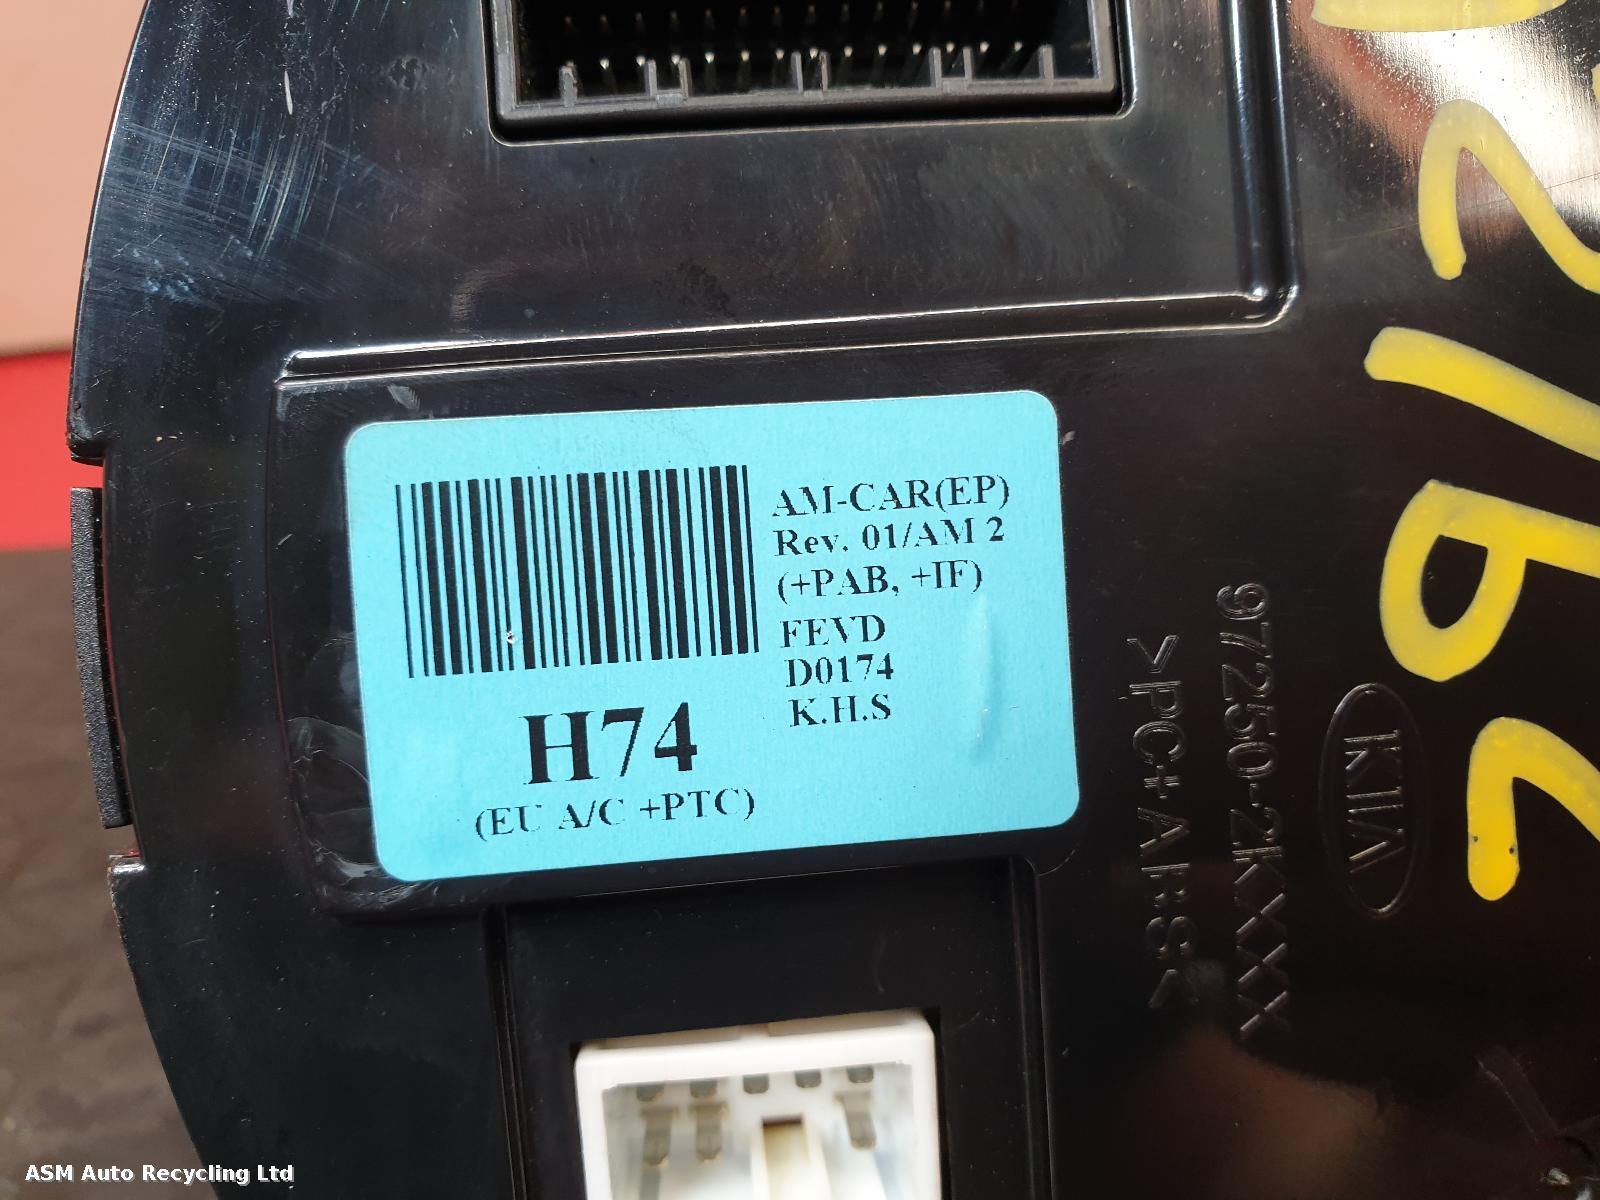 AM-CAR(EP)
Rev. 01/AM 2
(+PAB, +IF)
FEVD
D0174
K.H.S
H74
(EU A/C +PTC)
97250-2KXXXX
>PC+ABS<
KIA
ASM Auto Recycling Ltd